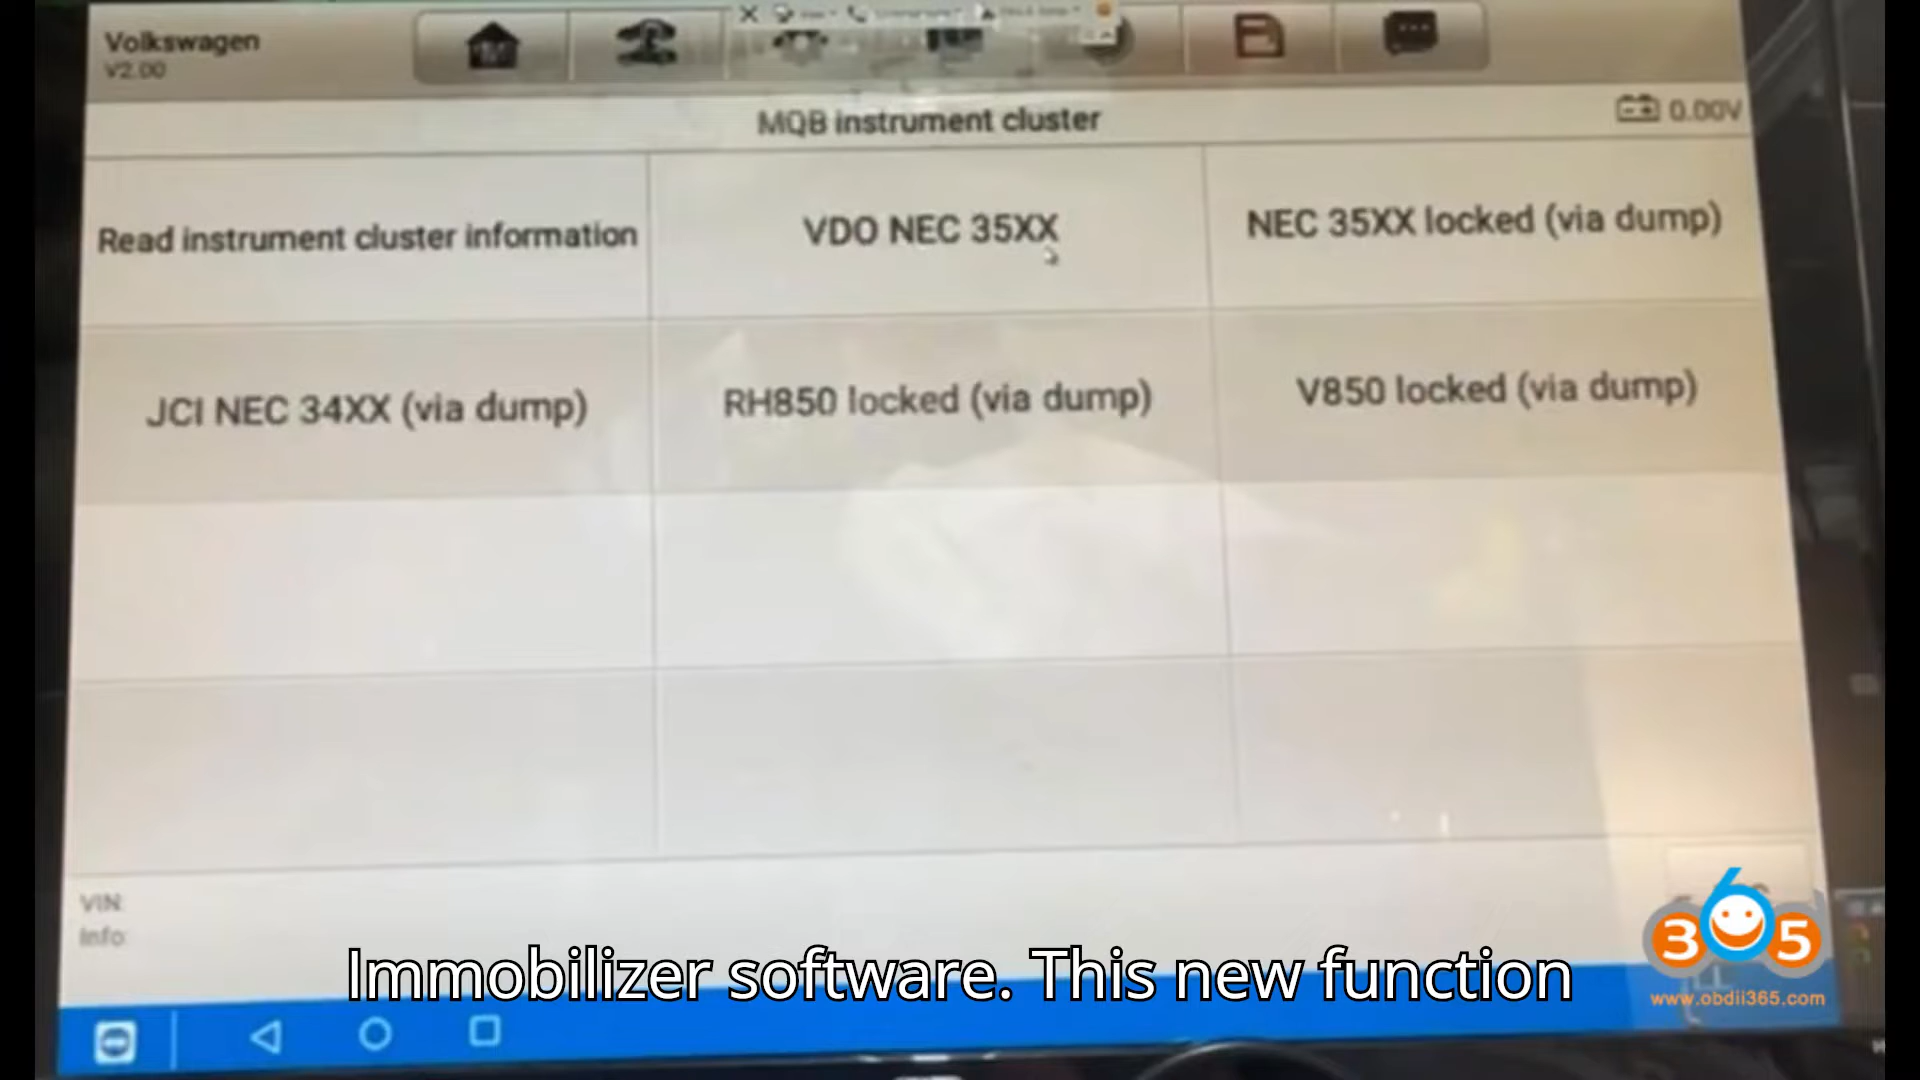 Volkswagen
V2.00
MQB instrument cluster
0.00V
Read instrument cluster information
VDO NEC 35XX
NEC 35XX locked (via dump)
JCI NEC 34XX (via dump)
RH850 locked (via dump)
V850 locked (via dump)
VIN:
Info:
Immobilizer software. This new function
365
www.obdii365.com